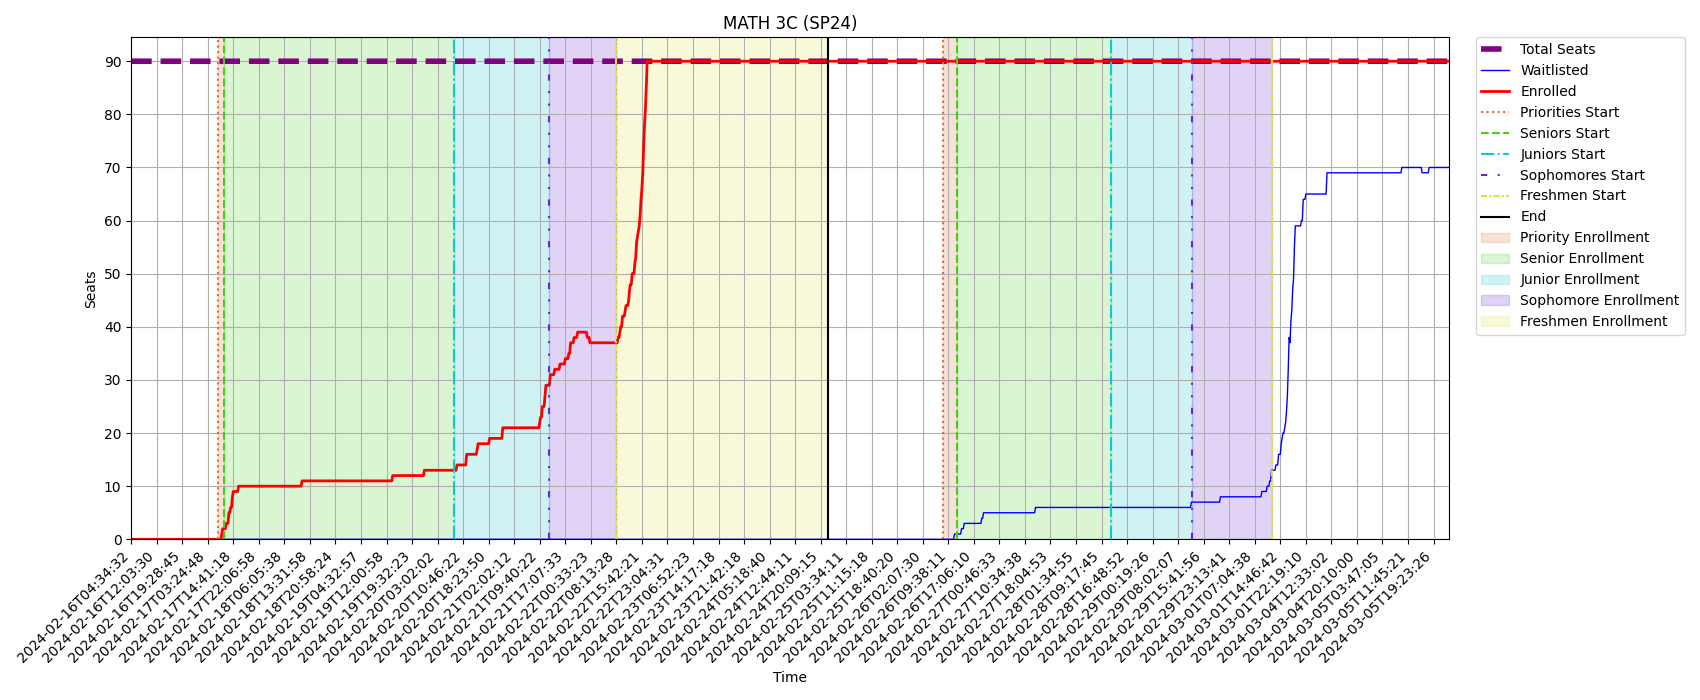 MATH 3C (SP24)
Seats
90
80
70
60
50
40
30
20
10
0
2024-02-16T04:34:32
2024-02-16T12:03:30
2024-02-16T19:28:45
2024-02-17T03:24:48
2024-02-17T14:41:18
2024-02-17T22:06:58
2024-02-18T06:05:38
2024-02-18T13:31:58
2024-02-18T20:58:24
2024-02-19T04:32:57
2024-02-19T12:00:58
2024-02-19T19:32:23
2024-02-20T03:02:02
2024-02-20T10:46:22
2024-02-20T18:23:50
2024-02-21T02:02:12
2024-02-21T09:40:22
2024-02-21T17:07:33
2024-02-22T00:33:23
2024-02-22T08:13:28
2024-02-22T15:42:21
2024-02-22T23:04:31
2024-02-23T06:52:23
2024-02-23T14:17:18
2024-02-23T21:42:18
2024-02-24T05:18:40
2024-02-24T12:44:11
2024-02-24T20:09:15
2024-02-25T03:34:11
2024-02-25T11:15:18
2024-02-25T18:40:20
2024-02-26T02:07:30
2024-02-26T09:38:11
2024-02-26T17:06:10
2024-02-27T00:46:33
2024-02-27T10:34:38
2024-02-27T18:04:53
2024-02-28T01:34:55
2024-02-28T09:17:45
2024-02-28T16:48:52
2024-02-29T00:19:26
2024-02-29T08:02:07
2024-02-29T15:41:56
2024-02-29T23:13:41
2024-03-01T07:04:38
2024-03-01T14:46:42
2024-03-01T22:19:10
2024-03-04T12:33:02
2024-03-04T20:10:00
2024-03-05T03:47:05
2024-03-05T11:45:21
2024-03-05T19:23:26
Time
Total Seats
Waitlisted
Enrolled
Priorities Start
Seniors Start
Juniors Start
Sophomores Start
Freshmen Start
End
Priority Enrollment
Senior Enrollment
Junior Enrollment
Sophomore Enrollment
Freshmen Enrollment